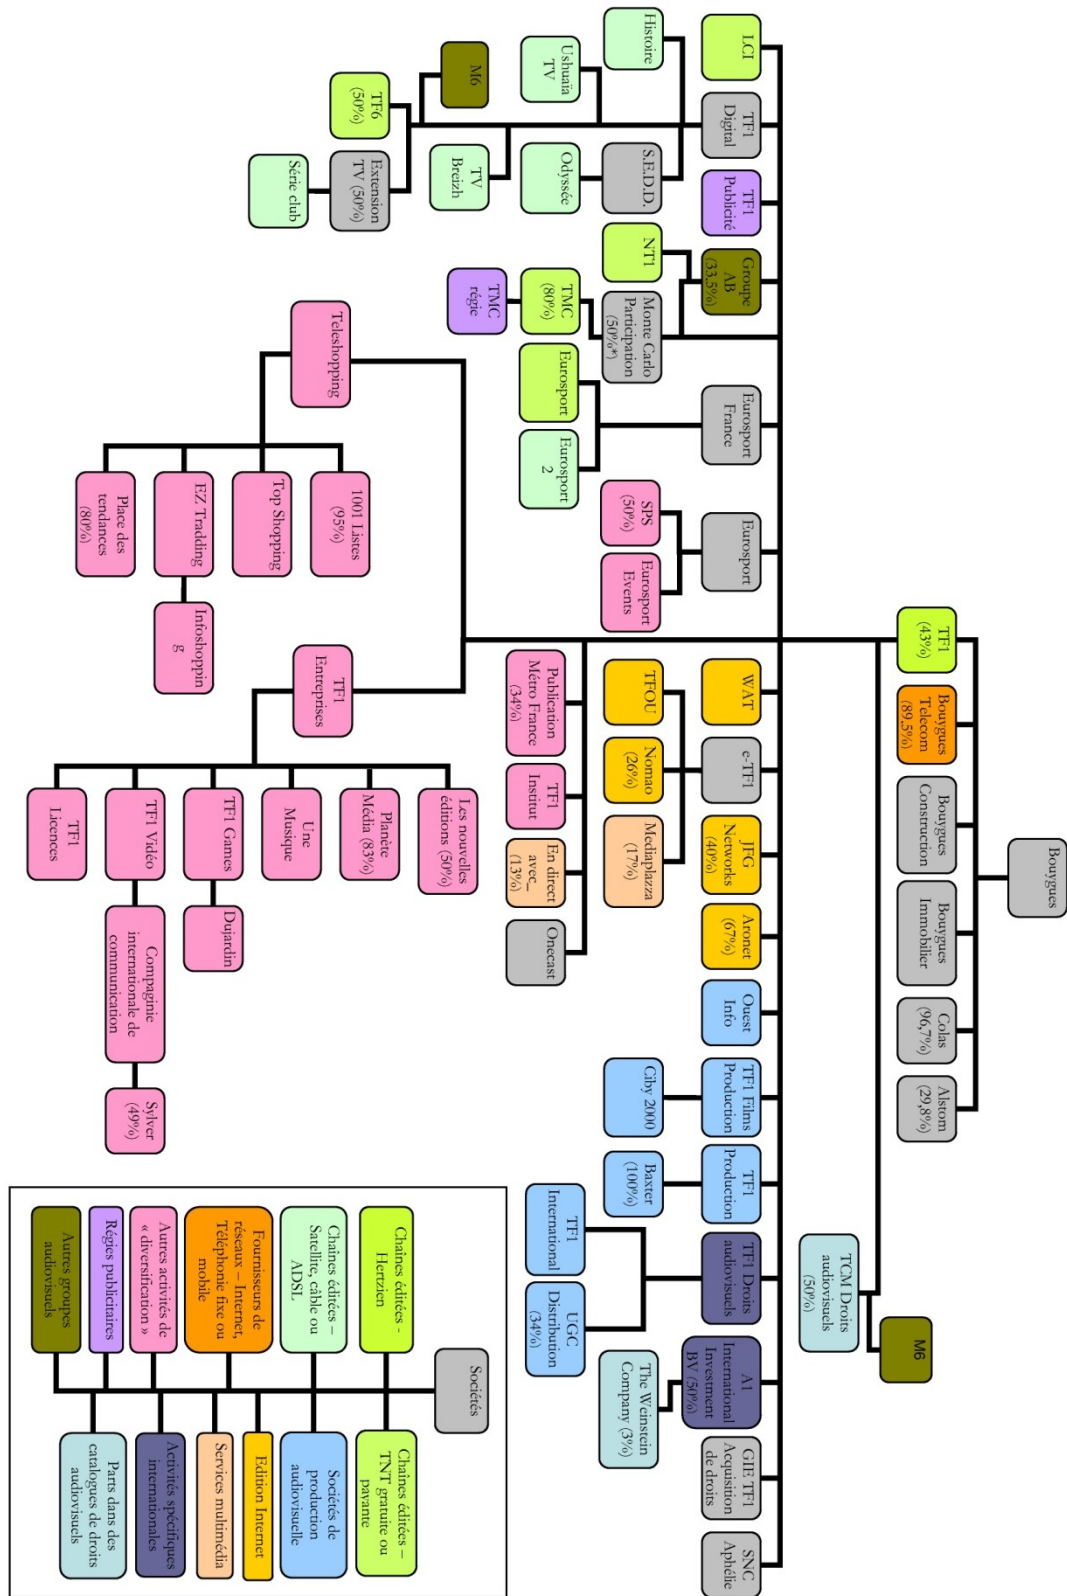 Bouygues
TF1
(43%)
Bouygues
Telecom
(89,5%)
Bouygues
Construction
Bouygues
Immobilier
Colas
(96,7%)
Alstom
(29,8%)
TCM Droits
audiovisuels
(50%)
M6
LCI
TF1
Digital
TF1
Publicité
Groupe
AB
(33,5%)
Eurosport
France
Eurosport
WAT
e-TF1
JFG
Networks
(40%)
Aronet
(67%)
Ouest
Info
TF1 Films
Production
TF1
Production
TF1 Droits
audiovisuels
A1
International
Investment
BV (50%)
GIE TF1
Acquisition
de droits
SNC
Aphélie
Histoire
S.E.D.D.
NT1
Monte Carlo
Participation
(50%*)
SPS
(50%)
Eurosport
Events
TFOU
Nomao
(26%)
Mediaplazza
(17%)
Ciby 2000
Baxter
(100%)
The Weinstein
Company (3%)
Ushuaïa
TV
Odyssée
TMC
(80%)
Eurosport
Eurosport
2
Publication
Métro France
(34%)
TF1
Institut
En direct
avec_
(13%)
Onecast
TF1
International
UGC
Distribution
(34%)
M6
TV
Breizh
TMC
régie
TF6
(50%)
Extension
TV (50%)
Série club
Teleshopping
1001 Listes
(95%)
Top Shopping
EZ Tradding
Infoshoppin
g
Place des
tendances
(80%)
TF1
Entreprises
Les nouvelles
éditions (50%)
Planète
Média (83%)
Une
Musique
TF1 Games
Dujardin
TF1 Vidéo
Compaginie
internationale de
communication
Sylver
(49%)
TF1
Licences
Sociétés
Chaînes éditées -
Hertzien
Chaînes éditées –
TNT gratuite ou
payante
Chaînes éditées –
Satellite, câble ou
ADSL
Sociétés de
production
audiovisuelle
Fournisseurs de
réseaux – Internet,
Téléphonie fixe ou
mobile
Edition Internet
Services multimédia
Autres activités de
« diversification »
Activités spécifiques
internationales
Régies publicitaires
Autres groupes
audiovisuels
Parts dans des
catalogues de droits
audiovisuels